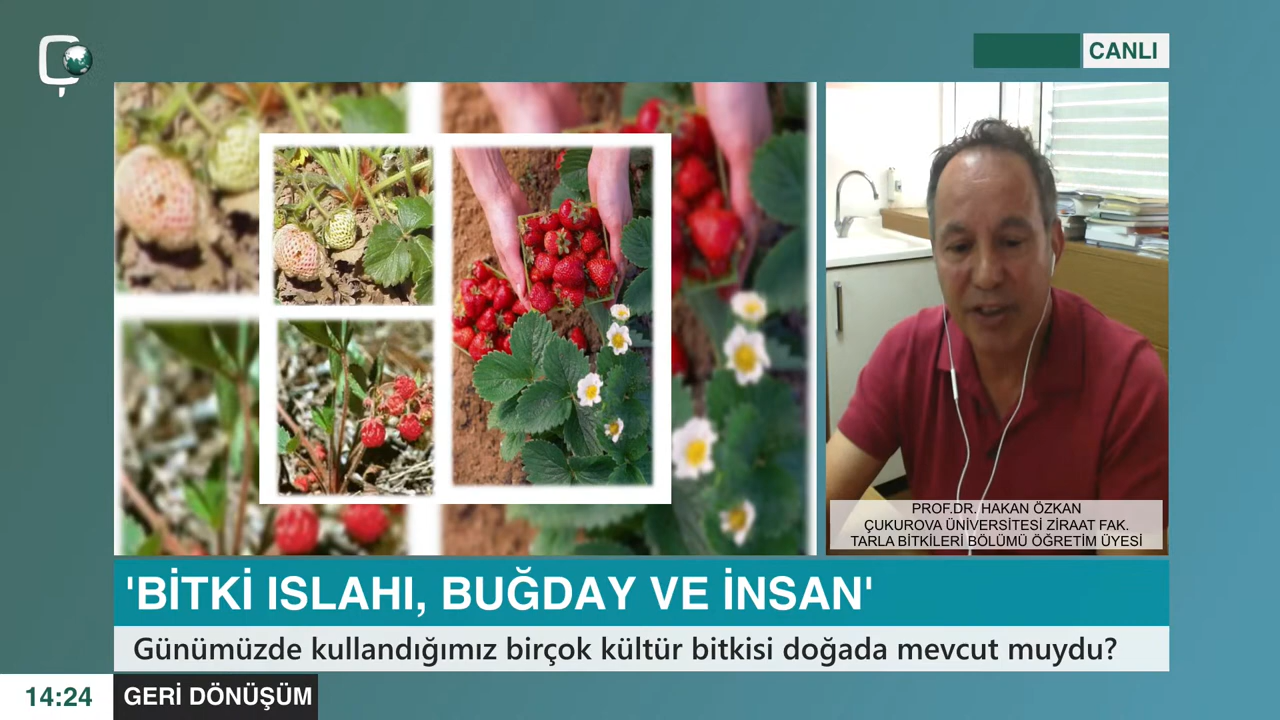 CANLI
PROF.DR. HAKAN ÖZKAN
ÇUKUROVA ÜNİVERSİTESİ ZİRAAT FAK.
TARLA BİTKİLERİ BÖLÜMÜ ÖĞRETİM ÜYESİ
'BİTKİ ISLAHI, BUĞDAY VE İNSAN'
Günümüzde kullandığımız birçok kültür bitkisi doğada mevcut muydu?
14:24 GERİ DÖNÜŞÜM